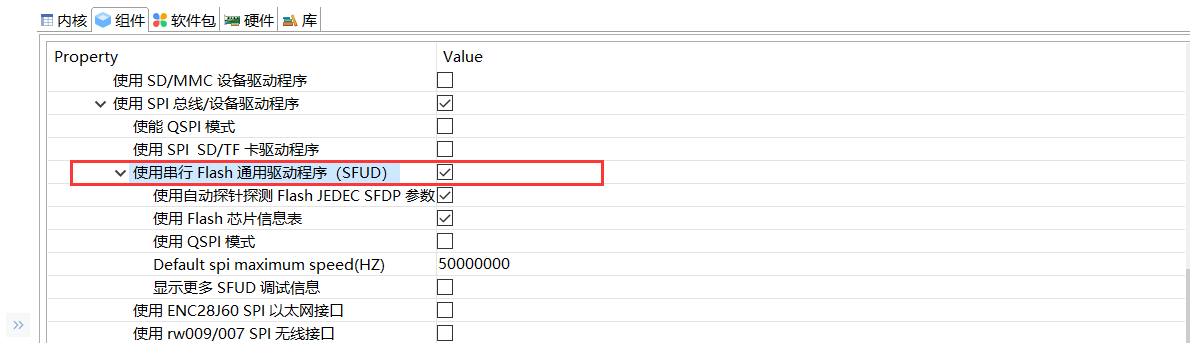 内核 组件 软件包 硬件 库
Property Value
使用 SD/MMC 设备驱动程序
使用 SPI 总线/设备驱动程序
使能 QSPI 模式
使用 SPI SD/TF 卡驱动程序
使用串行 Flash 通用驱动程序（SFUD）
使用自动探针探测 Flash JEDEC SFDP 参数
使用 Flash 芯片信息表
使用 QSPI 模式
Default spi maximum speed(HZ) 50000000
显示更多 SFUD 调试信息
使用 ENC28J60 SPI 以太网接口
使用 rw009/007 SPI 无线接口